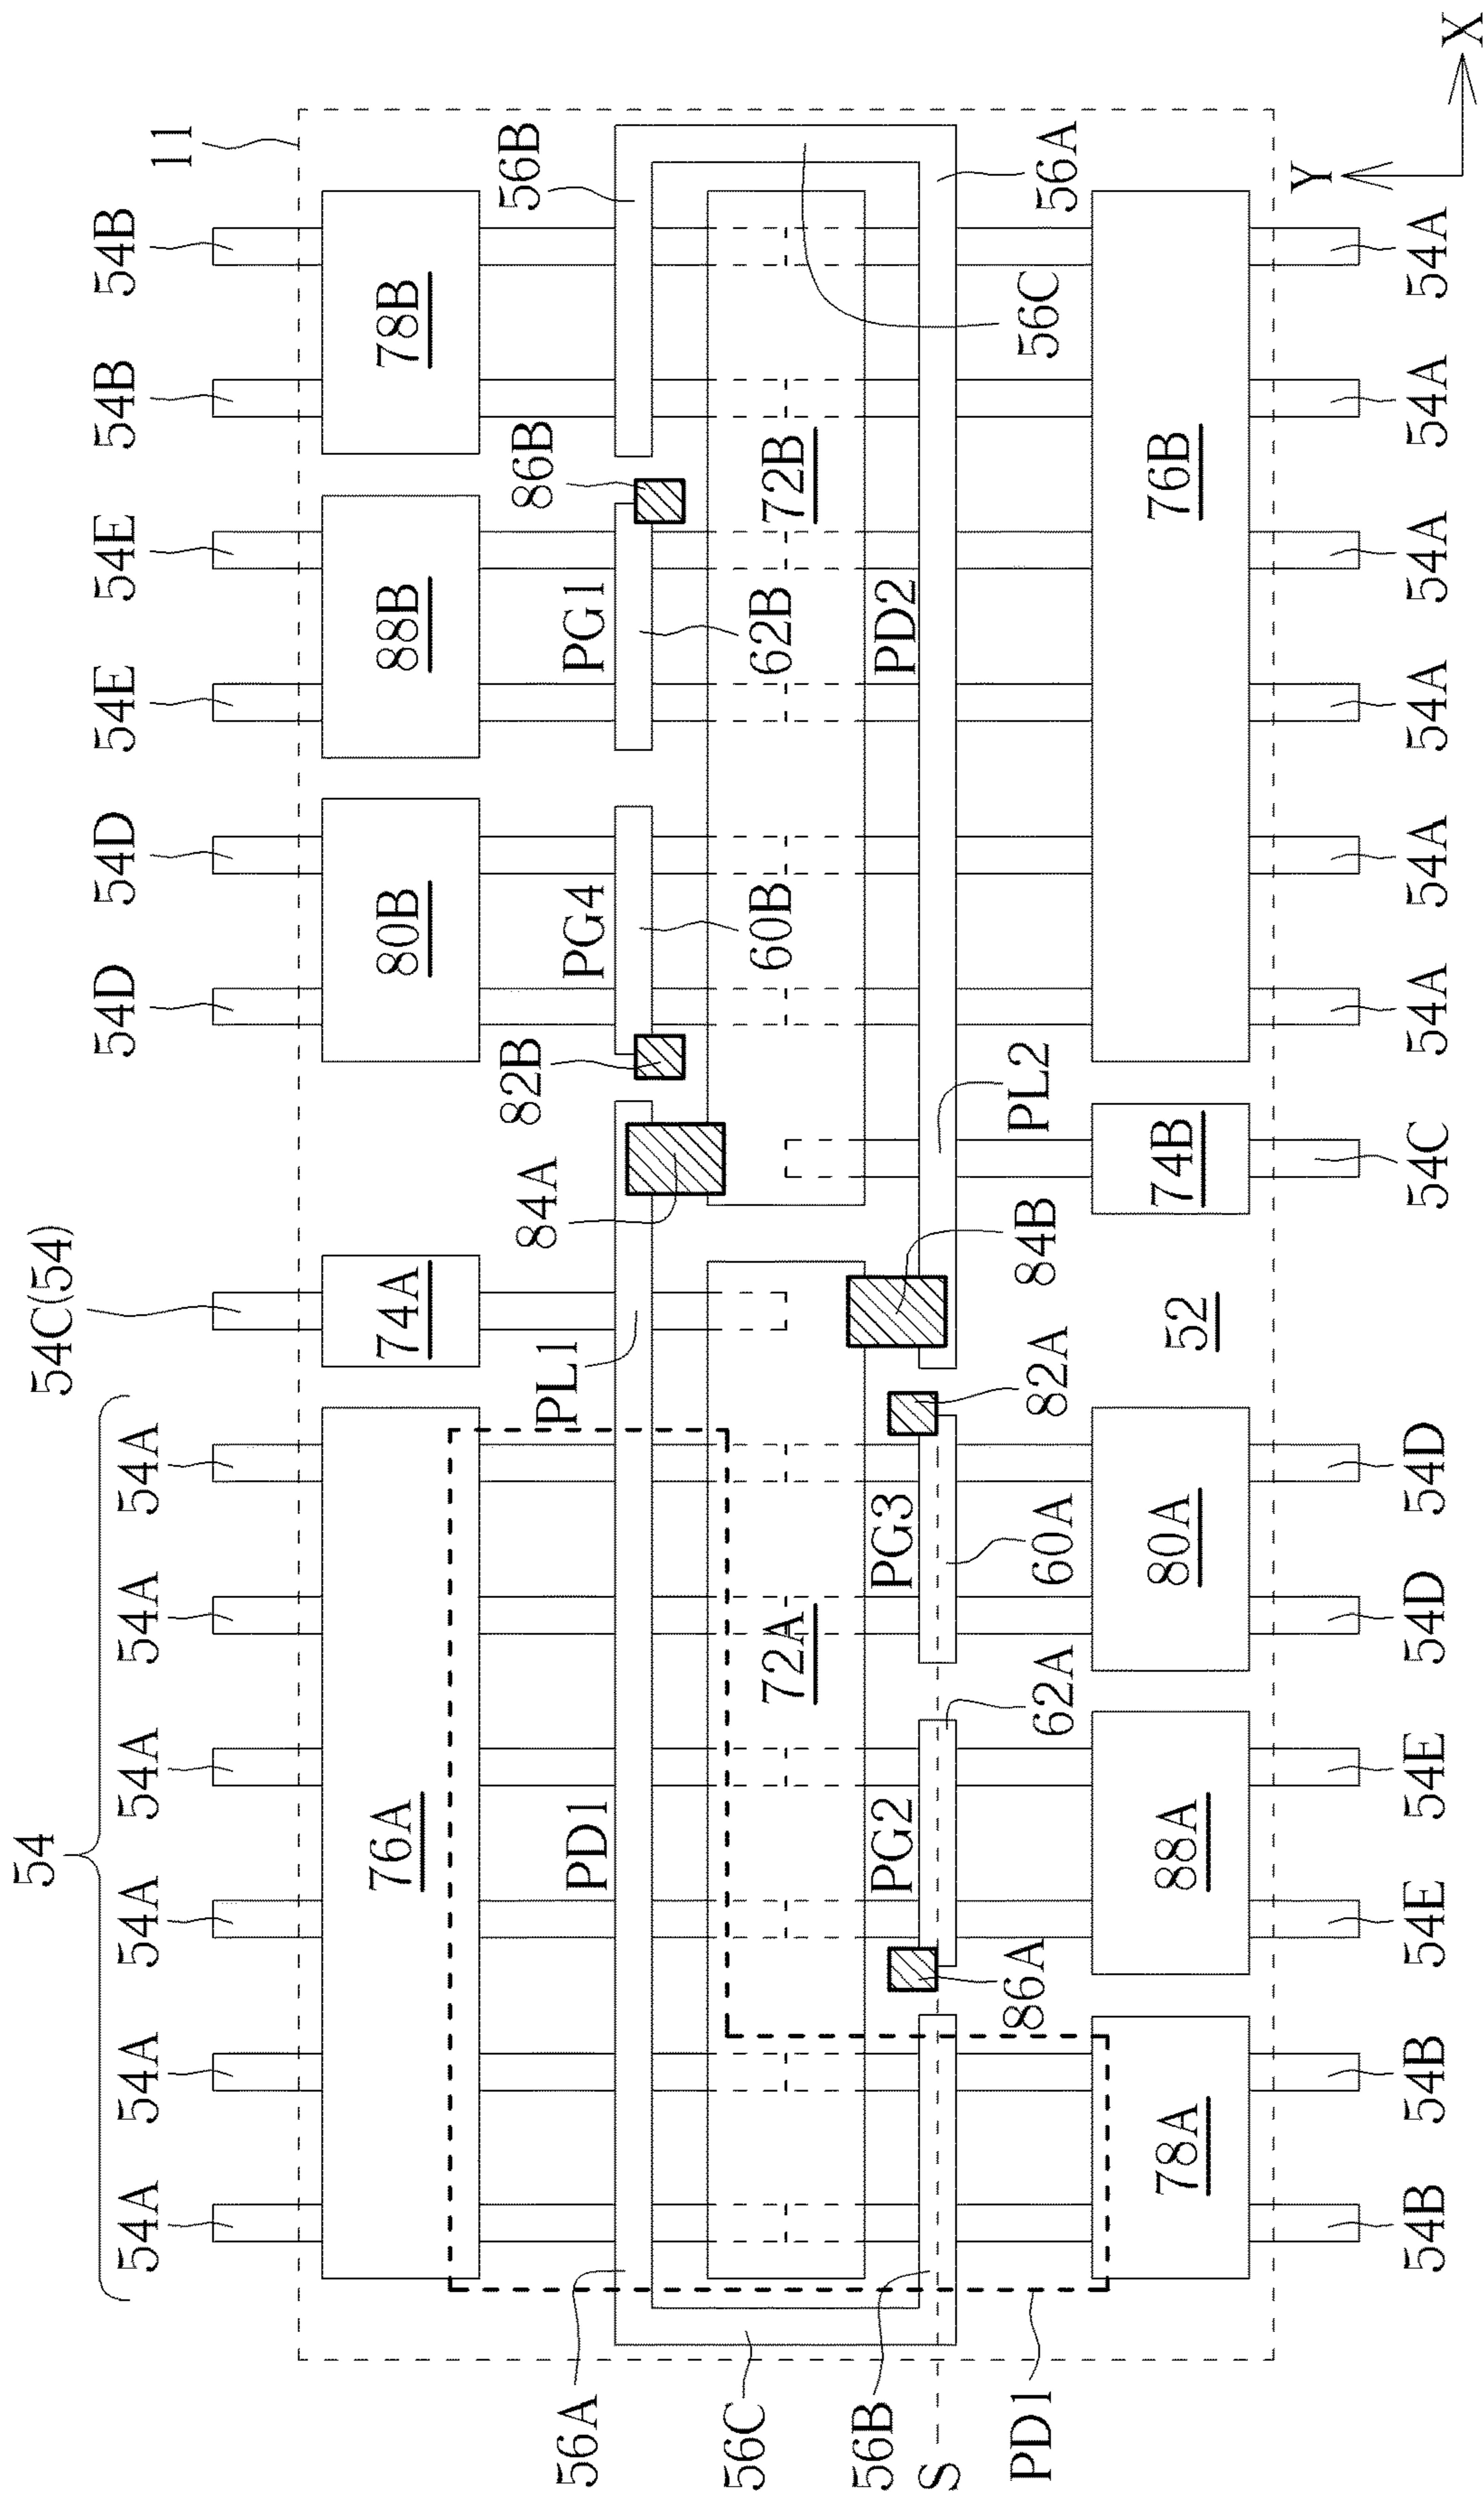 54
54C(54)
54A 54A 54A 54A 54A 54A
54D 54D 54E 54E 54B 54B
11
76A 74A 80B 88B 78B
56A PD1 PL1 84A 82B PG4 PG1 86B 56B
56C 72A 60B 62B 72B
56B PG2 PG3 PD2
S
PD1 86A 62A 60A 82A 84B PL2 56C 56A
78A 88A 80A 52 74B 76B
54B 54B 54E 54E 54D 54D 54C 54A 54A 54A 54A 54A 54A
Y
X